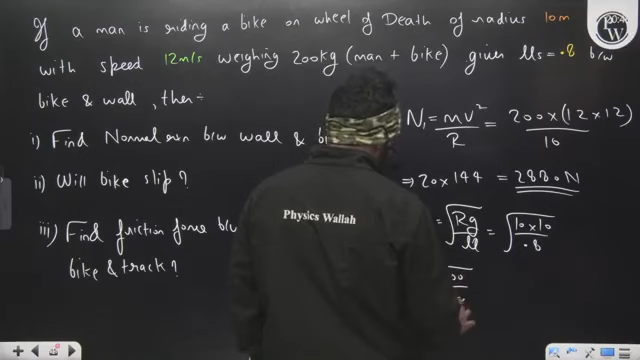 If a man is riding a bike on wheel of Death of radius 10m
with speed 12m/s weighing 200kg (man + bike) given μs = .8 b/w
bike & wall, then :-
i) Find Normal rxn b/w wall &
ii) Will bike slip?
iii) Find friction force b/w
bike & track?
N₁ = mv²/R = 200 x (12 x 12)/10
⇒ 20 x 144 = 2880 N
= √(Rg/μ) = √(10 x 10/.8)
Physics Wallah